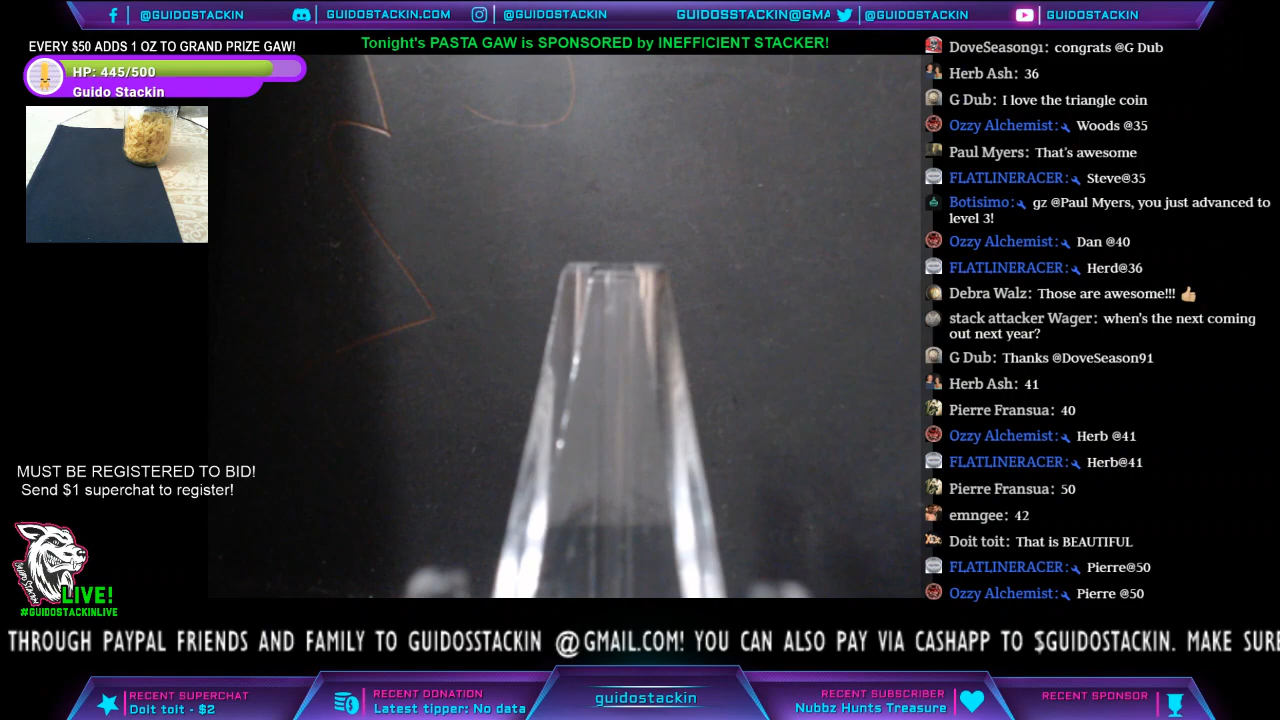 @GUIDOSTACKIN
GUIDOSTACKIN.COM
@GUIDOSTACKIN
GUIDOSSTACKIN@GMA
@GUIDOSTACKIN
GUIDOSTACKIN
EVERY $50 ADDS 1 OZ TO GRAND PRIZE GAW!
Tonight's PASTA GAW is SPONSORED by INEFFICIENT STACKER!
HP: 445/500
Guido Stackin
DoveSeason91: congrats @G Dub
Herb Ash: 36
G Dub: I love the triangle coin
Ozzy Alchemist: Woods @35
Paul Myers: That's awesome
FLATLINERACER: Steve@35
Botisimo: gz @Paul Myers, you just advanced to
level 3!
Ozzy Alchemist: Dan @40
FLATLINERACER: Herd@36
Debra Walz: Those are awesome!!! 👍🏼
stack attacker Wager: when's the next coming
out next year?
G Dub: Thanks @DoveSeason91
Herb Ash: 41
Pierre Fransua: 40
Ozzy Alchemist: Herb @41
FLATLINERACER: Herb@41
Pierre Fransua: 50
emngee: 42
Doit toit: That is BEAUTIFUL
FLATLINERACER: Pierre@50
Ozzy Alchemist: Pierre @50
MUST BE REGISTERED TO BID!
Send $1 superchat to register!
GUIDO STACKIN
LIVE!
#GUIDOSTACKINLIVE
THROUGH PAYPAL FRIENDS AND FAMILY TO GUIDOSSTACKIN @GMAIL.COM! YOU CAN ALSO PAY VIA CASHAPP TO $GUIDOSTACKIN. MAKE SURE
RECENT SUPERCHAT
Doit toit - $2
RECENT DONATION
Latest tipper: No data
guidostackin
RECENT SUBSCRIBER
Nubbz Hunts Treasure
RECENT SPONSOR